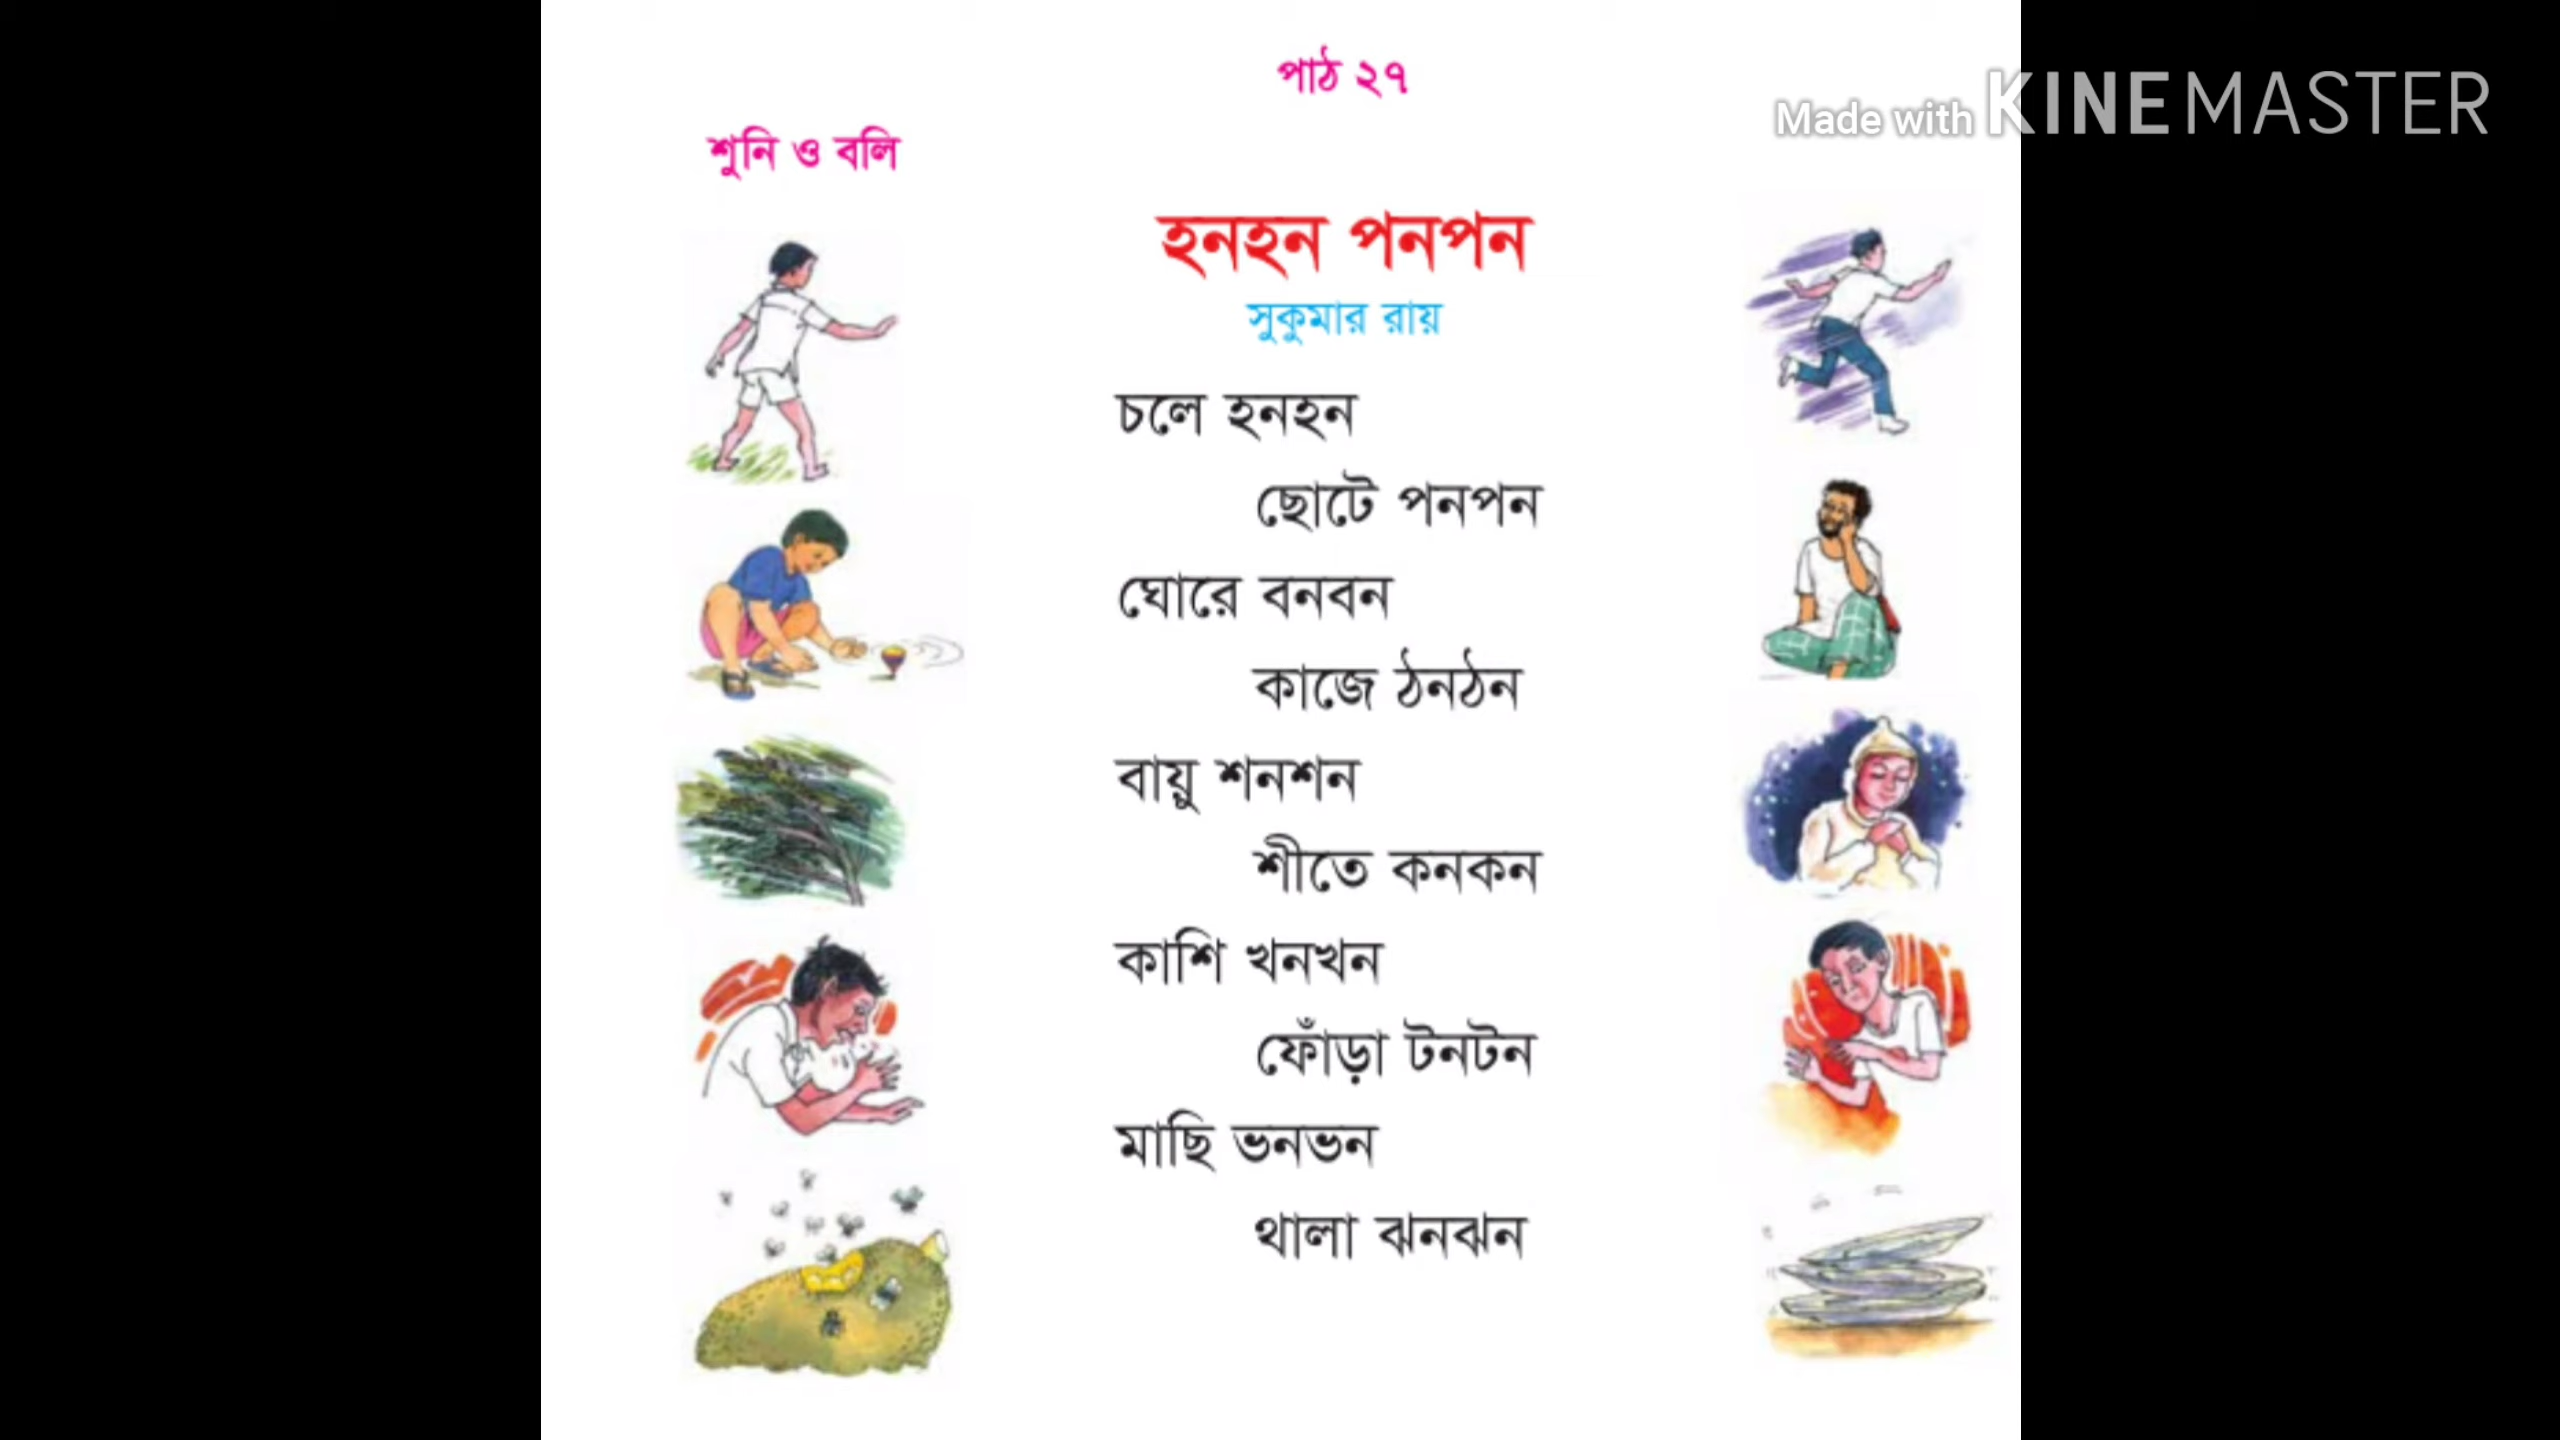 পাঠ ২৭
Made with KINEMASTER
শুনি ও বলি
হনহন পনপন
সুকুমার রায়
চলে হনহন
ছোটে পনপন
ঘোরে বনবন
কাজে ঠনঠন
বায়ু শনশন
শীতে কনকন
কাশি খনখন
ফোঁড়া টনটন
মাছি ভনভন
থালা ঝনঝন